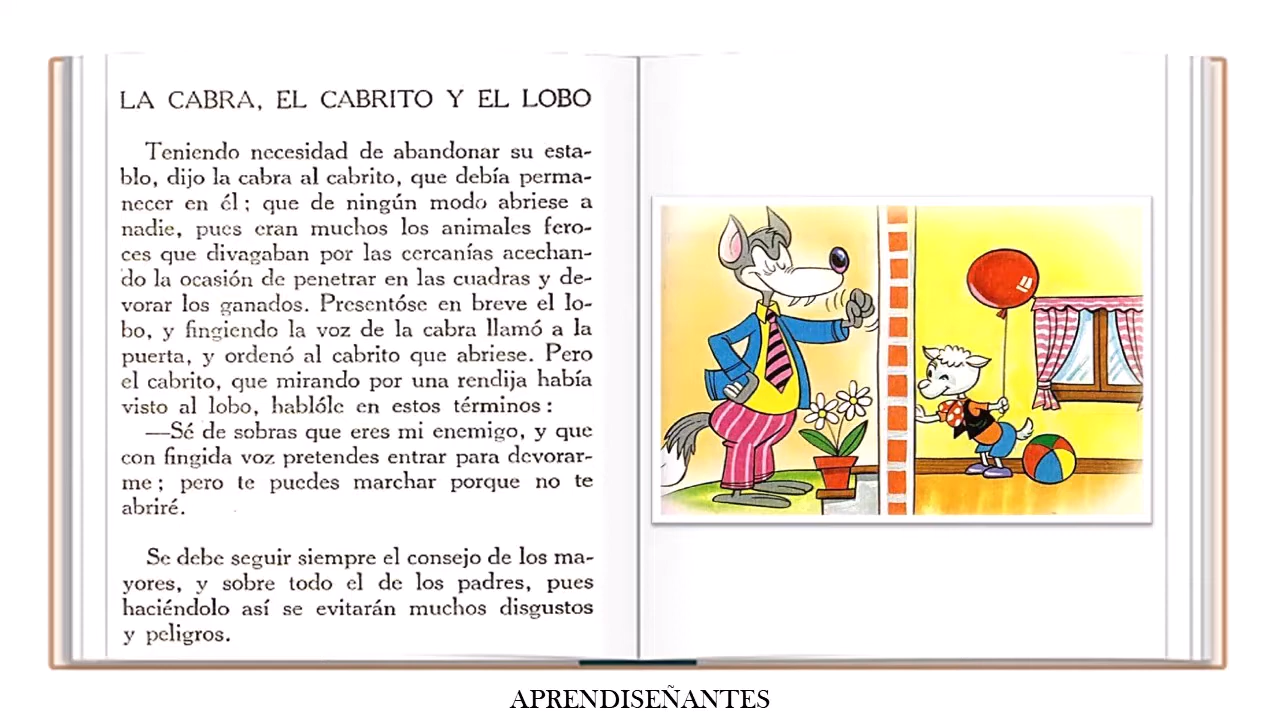 LA CABRA, EL CABRITO Y EL LOBO
Teniendo necesidad de abandonar su esta-
blo, dijo la cabra al cabrito, que debía perma-
necer en él; que de ningún modo abriese a
nadie, pues eran muchos los animales fero-
ces que divagaban por las cercanías acechan-
do la ocasión de penetrar en las cuadras y de-
vorar los ganados. Presentóse en breve el lo-
bo, y fingiendo la voz de la cabra llamó a la
puerta, y ordenó al cabrito que abriese. Pero
el cabrito, que mirando por una rendija había
visto al lobo, hablóle en estos términos:
—Sé de sobras que eres mi enemigo, y que
con fingida voz pretendes entrar para devorar-
me; pero te puedes marchar porque no te
abriré.
Se debe seguir siempre el consejo de los ma-
yores, y sobre todo el de los padres, pues
haciéndolo así se evitarán muchos disgustos
y peligros.
APRENDISEÑANTES